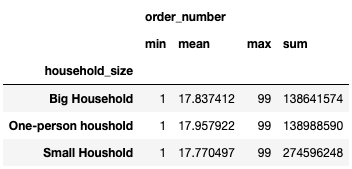 order_number
min mean max sum
household_size
Big Household 1 17.837412 99 138641574
One-person houshold 1 17.957922 99 138988590
Small Houshold 1 17.770497 99 274596248